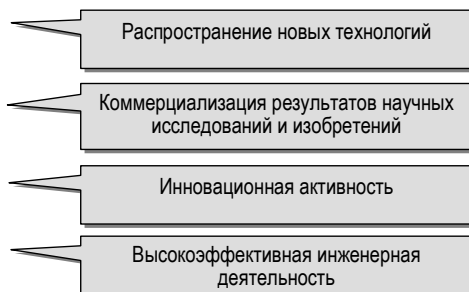 Распространение новых технологий
Коммерциализация результатов научных
исследований и изобретений
Инновационная активность
Высокоэффективная инженерная
деятельность